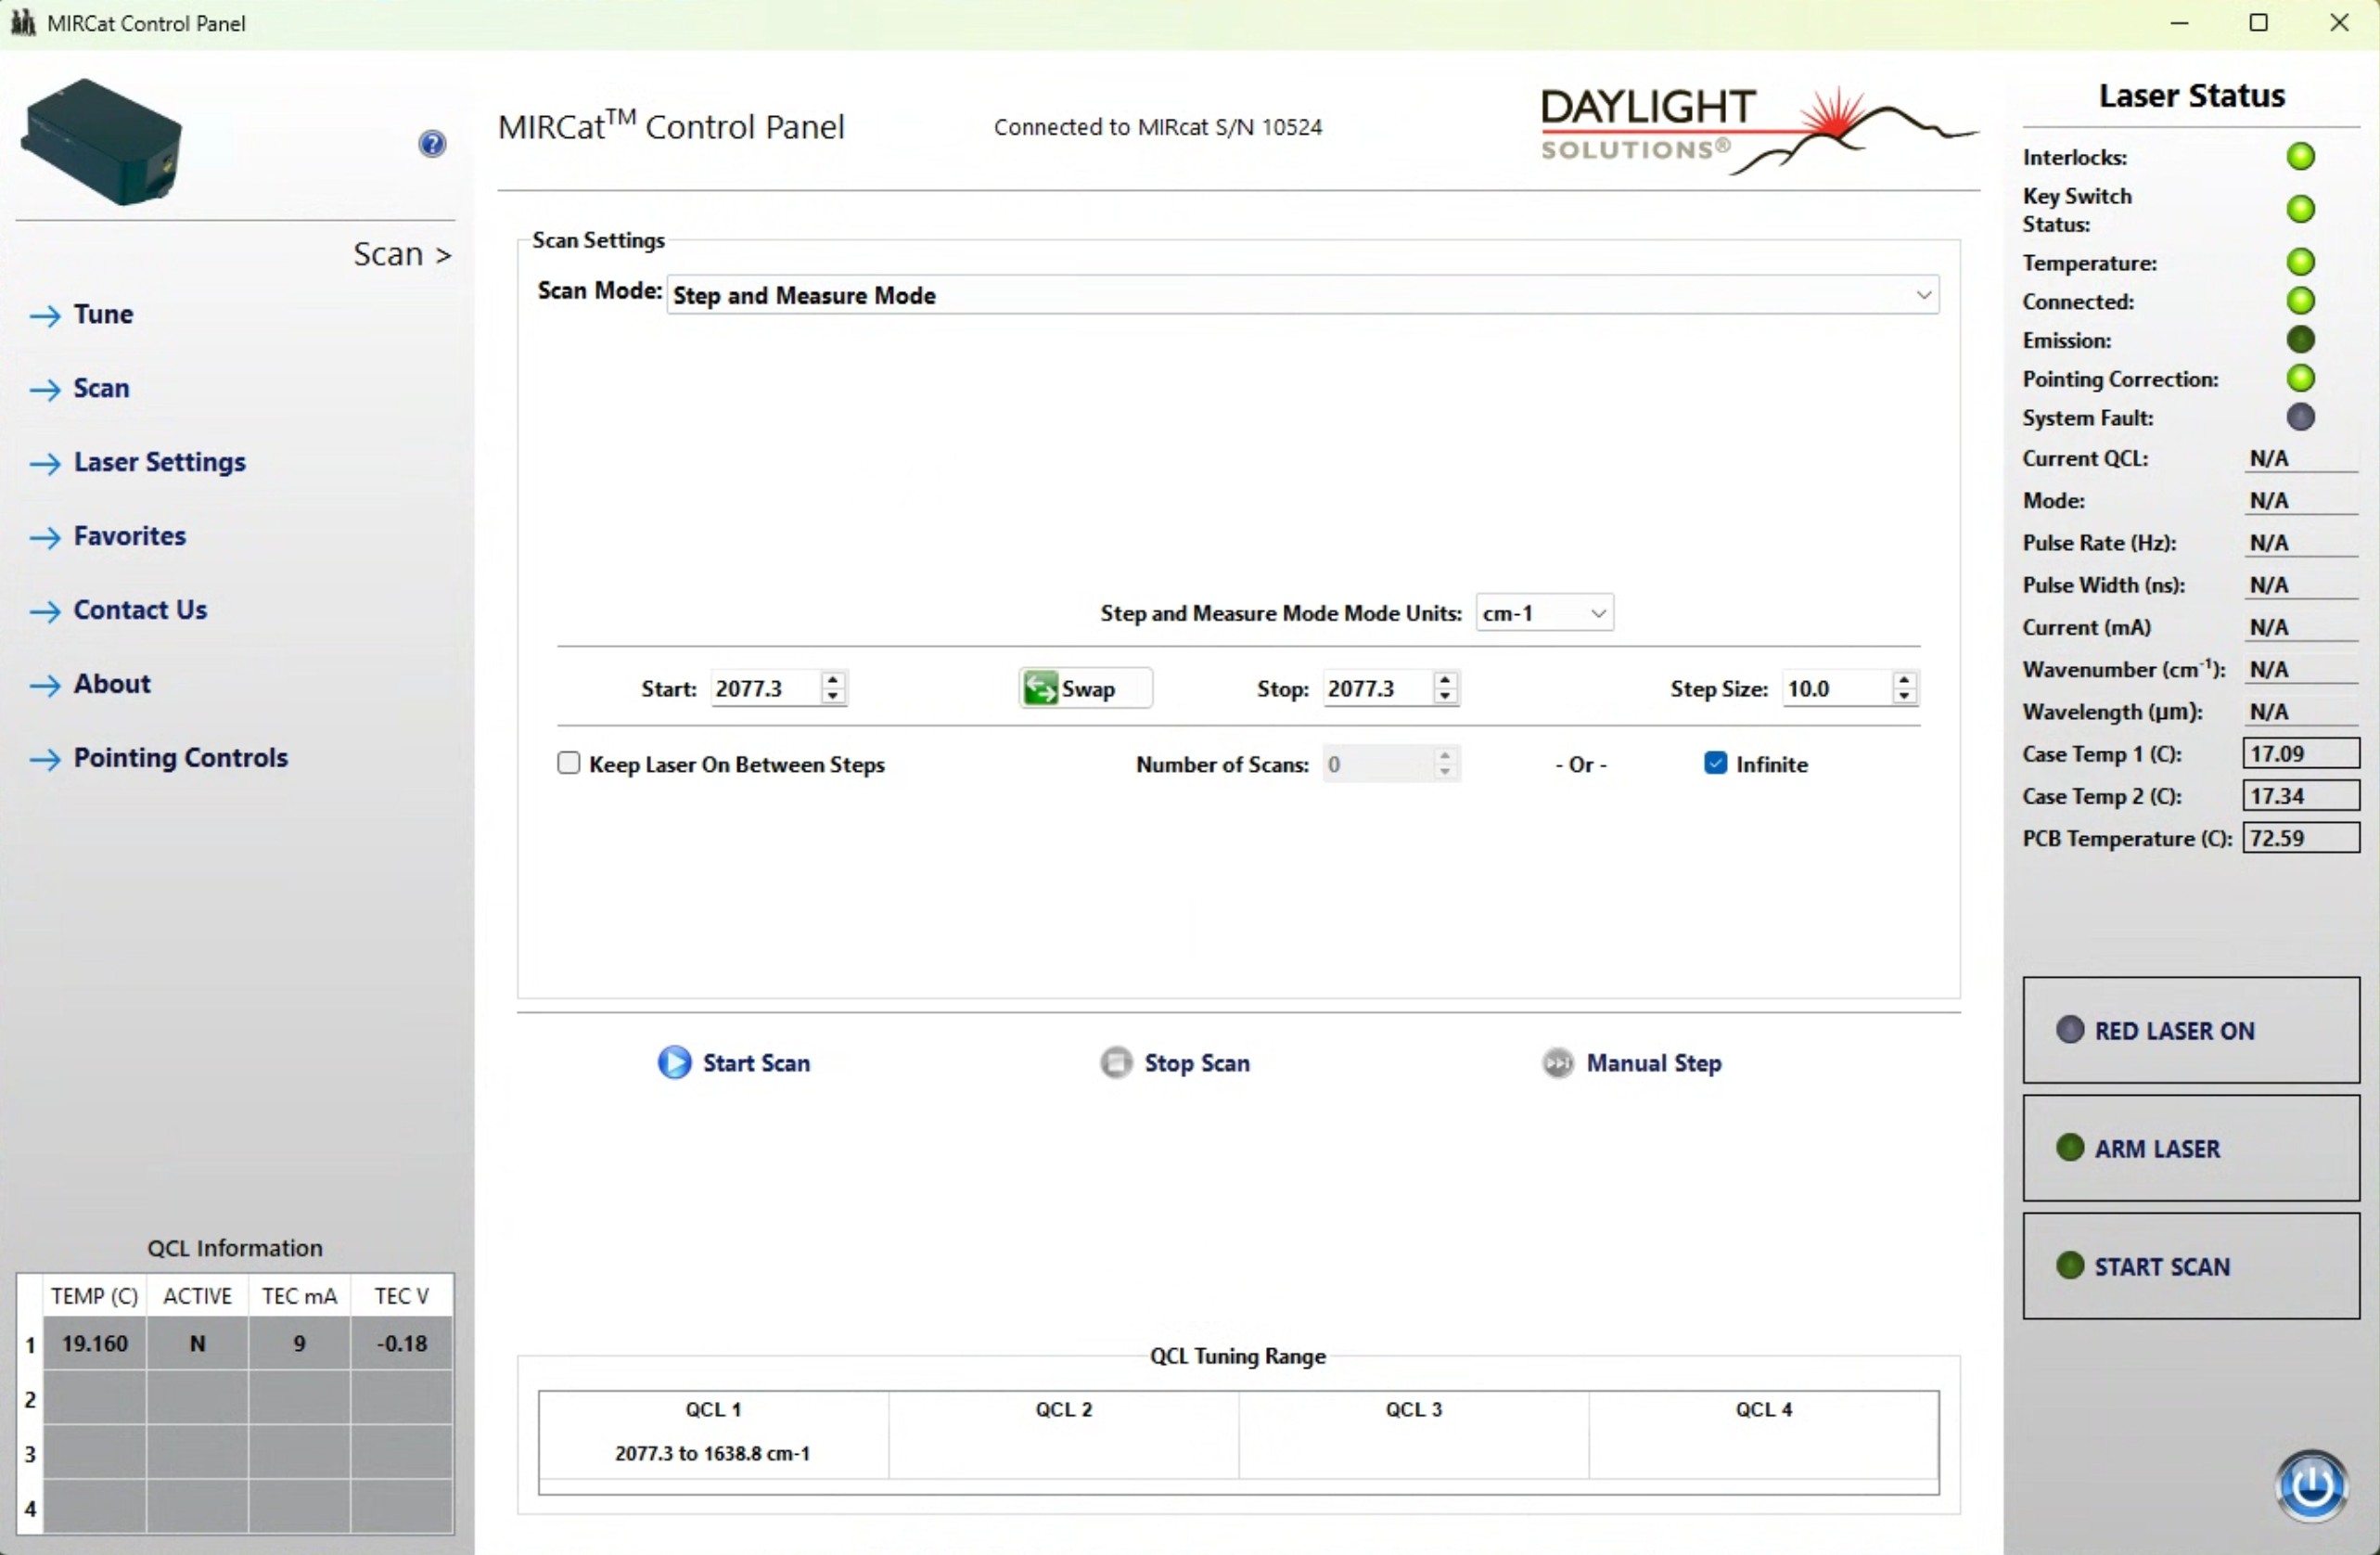 MIRCat Control Panel
?
Scan >
Tune
Scan
Laser Settings
Favorites
Contact Us
About
Pointing Controls
QCL Information
TEMP (C) ACTIVE TEC mA TEC V
1 19.160 N 9 -0.18
2
3
4
MIRCat™ Control Panel
Connected to MIRcat S/N 10524
DAYLIGHT
SOLUTIONS®
Scan Settings
Scan Mode: Step and Measure Mode
Step and Measure Mode Mode Units: cm-1
Start: 2077.3 Swap Stop: 2077.3 Step Size: 10.0
Keep Laser On Between Steps Number of Scans: 0 - Or - Infinite
Start Scan Stop Scan Manual Step
QCL Tuning Range
QCL 1 QCL 2 QCL 3 QCL 4
2077.3 to 1638.8 cm-1
Laser Status
Interlocks:
Key Switch
Status:
Temperature:
Connected:
Emission:
Pointing Correction:
System Fault:
Current QCL: N/A
Mode: N/A
Pulse Rate (Hz): N/A
Pulse Width (ns): N/A
Current (mA) N/A
Wavenumber (cm⁻¹): N/A
Wavelength (μm): N/A
Case Temp 1 (C): 17.09
Case Temp 2 (C): 17.34
PCB Temperature (C): 72.59
RED LASER ON
ARM LASER
START SCAN